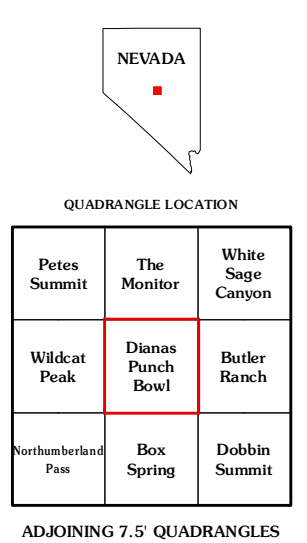 NEVADA
QUADRANGLE LOCATION
Petes
Summit
The
Monitor
White
Sage
Canyon
Wildcat
Peak
Dianas
Punch
Bowl
Butler
Ranch
Northumberland
Pass
Box
Spring
Dobbin
Summit
ADJOINING 7.5' QUADRANGLES